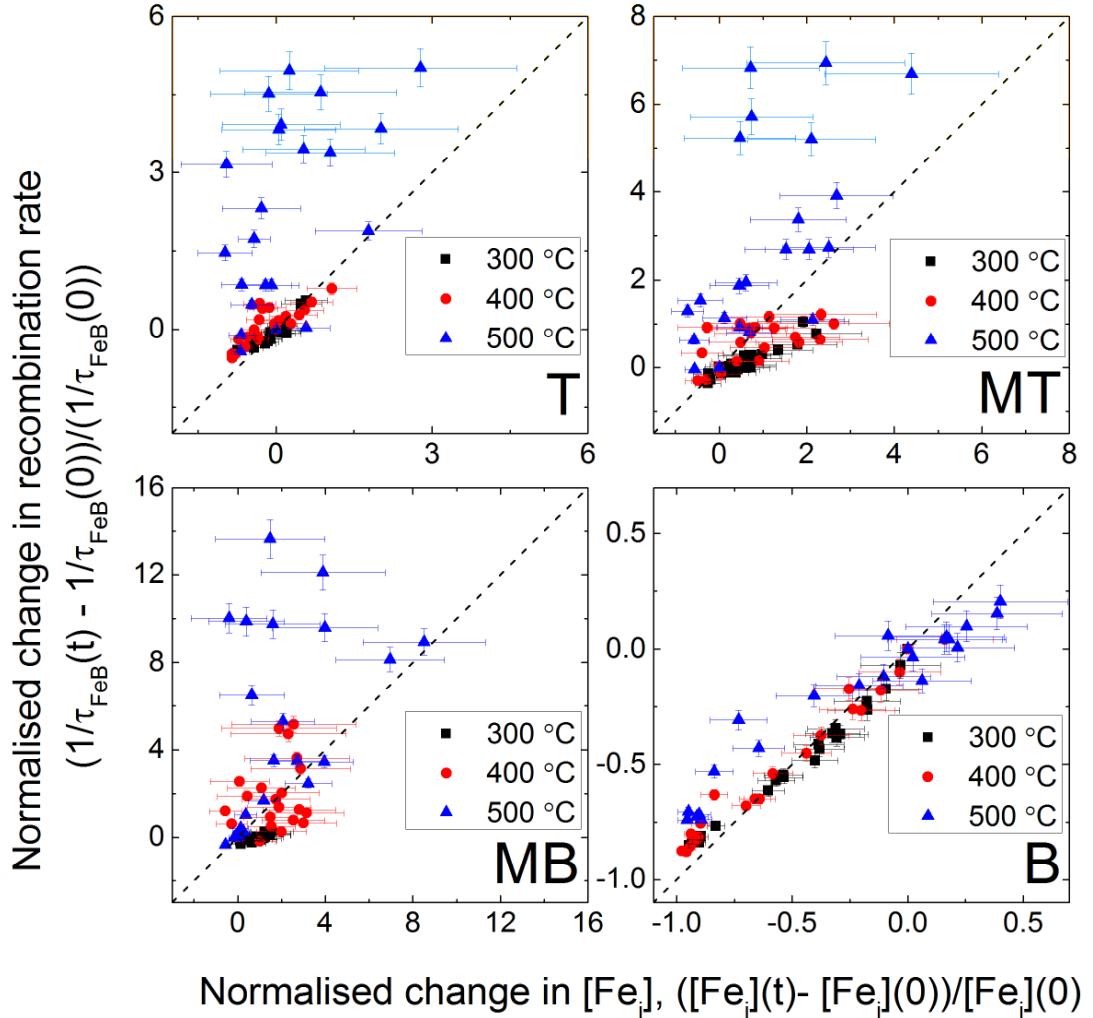 Normalised change in recombination rate
(1/τFeB(t) - 1/τFeB(0))/(1/τFeB(0))
6
3
0
0
3
6
300 °C
400 °C
500 °C
T
8
6
4
2
0
0
2
4
6
8
300 °C
400 °C
500 °C
MT
16
12
8
4
0
0
4
8
12
16
300 °C
400 °C
500 °C
MB
0.5
0.0
-0.5
-1.0
-1.0
-0.5
0.0
0.5
300 °C
400 °C
500 °C
B
Normalised change in [Fei], ([Fei](t)- [Fei](0))/[Fei](0)